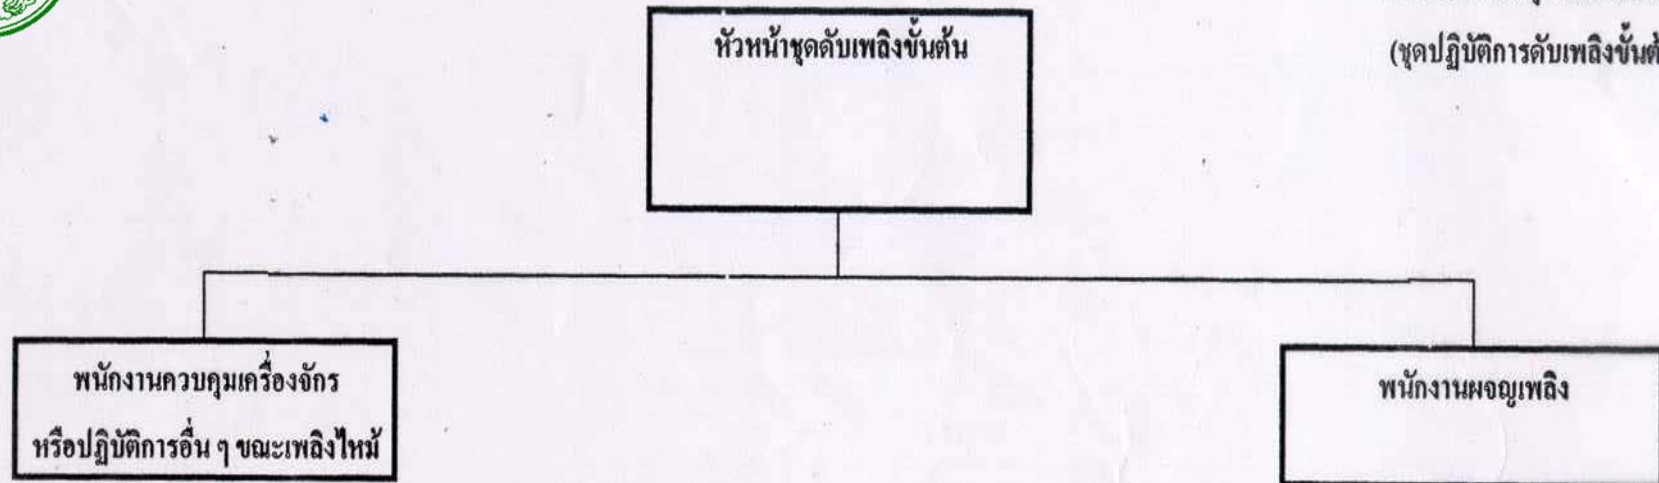 หัวหน้าชุดดับเพลิงขั้นต้น
(ชุดปฏิบัติการดับเพลิงขั้นต้
พนักงานควบคุมเครื่องจักร
หรือปฏิบัติการอื่น ๆ ขณะเพลิงไหม้
พนักงานผจญเพลิง